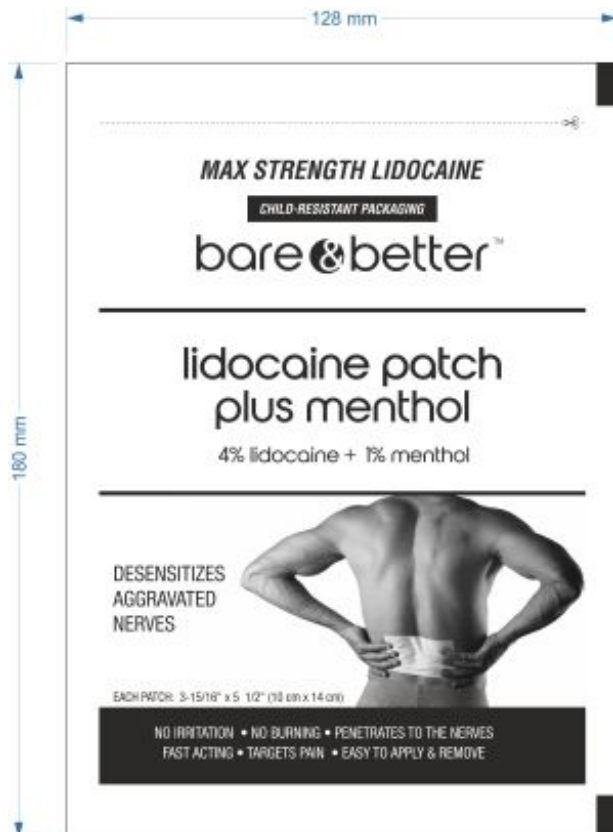 128 mm
180 mm
MAX STRENGTH LIDOCAINE
CHILD-RESISTANT PACKAGING
bare & better™
lidocaine patch
plus menthol
4% lidocaine + 1% menthol
DESENSITIZES
AGGRAVATED
NERVES
EACH PATCH: 3-15/16" x 5 1/2" (10 cm x 14 cm)
NO IRRITATION • NO BURNING • PENETRATES TO THE NERVES
FAST ACTING • TARGETS PAIN • EASY TO APPLY & REMOVE